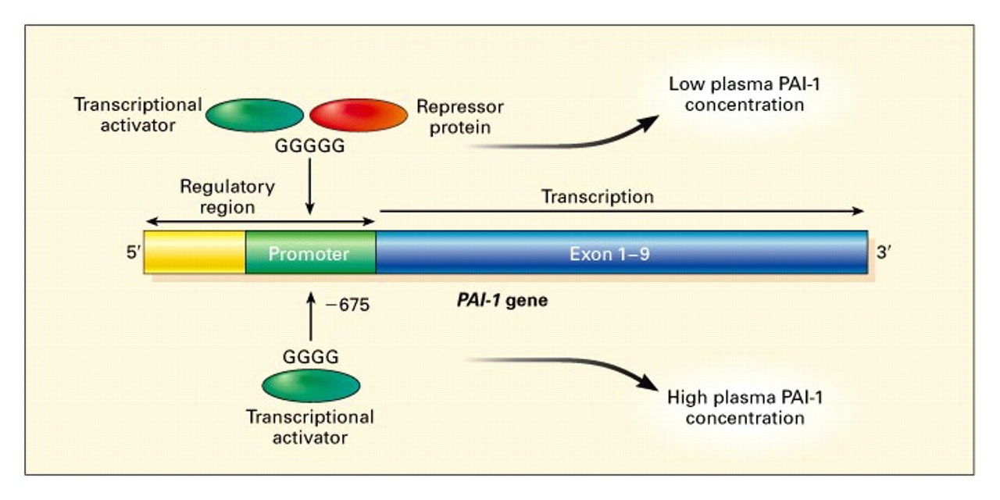 Low plasma PAI-1
concentration
Transcriptional
activator
Repressor
protein
GGGGG
Regulatory
region
Transcription
5′
Promoter
Exon 1–9
3′
−675
PAI-1 gene
GGGG
Transcriptional
activator
High plasma PAI-1
concentration